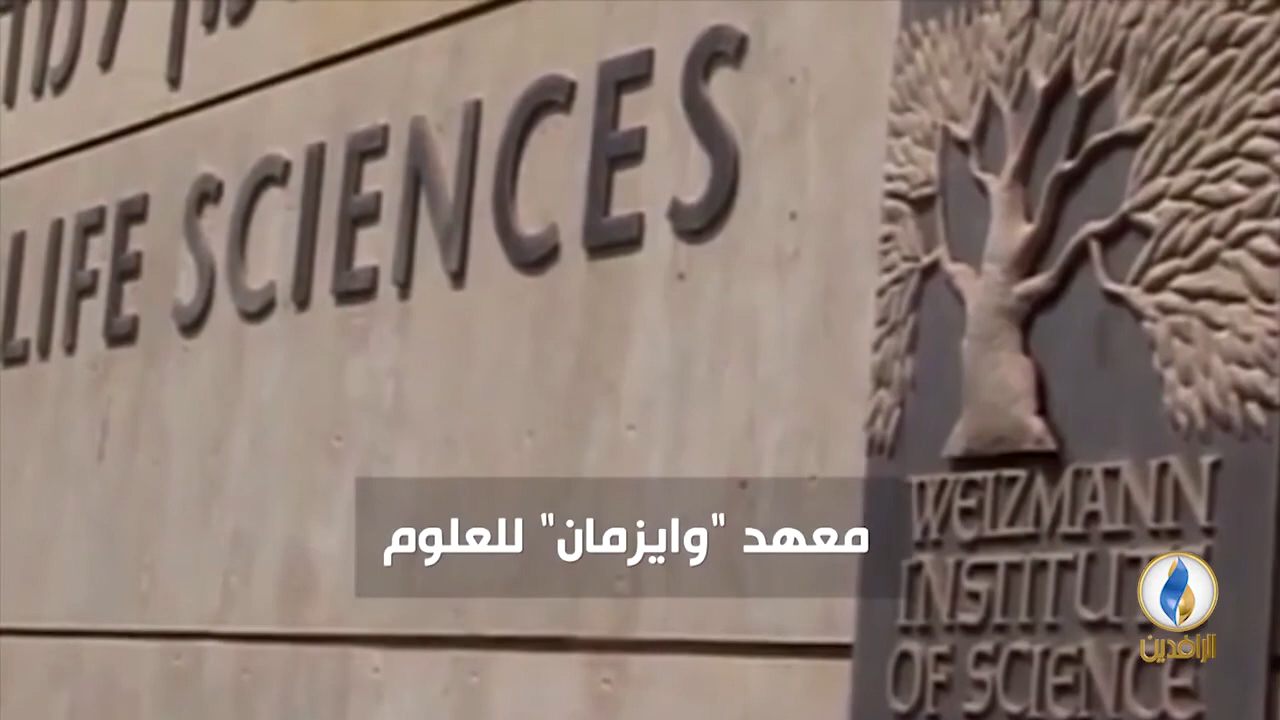 LIFE SCIENCES
معهد "وايزمان" للعلوم
WEIZMANN
INSTITUTE
OF SCIENCE
الرافدين